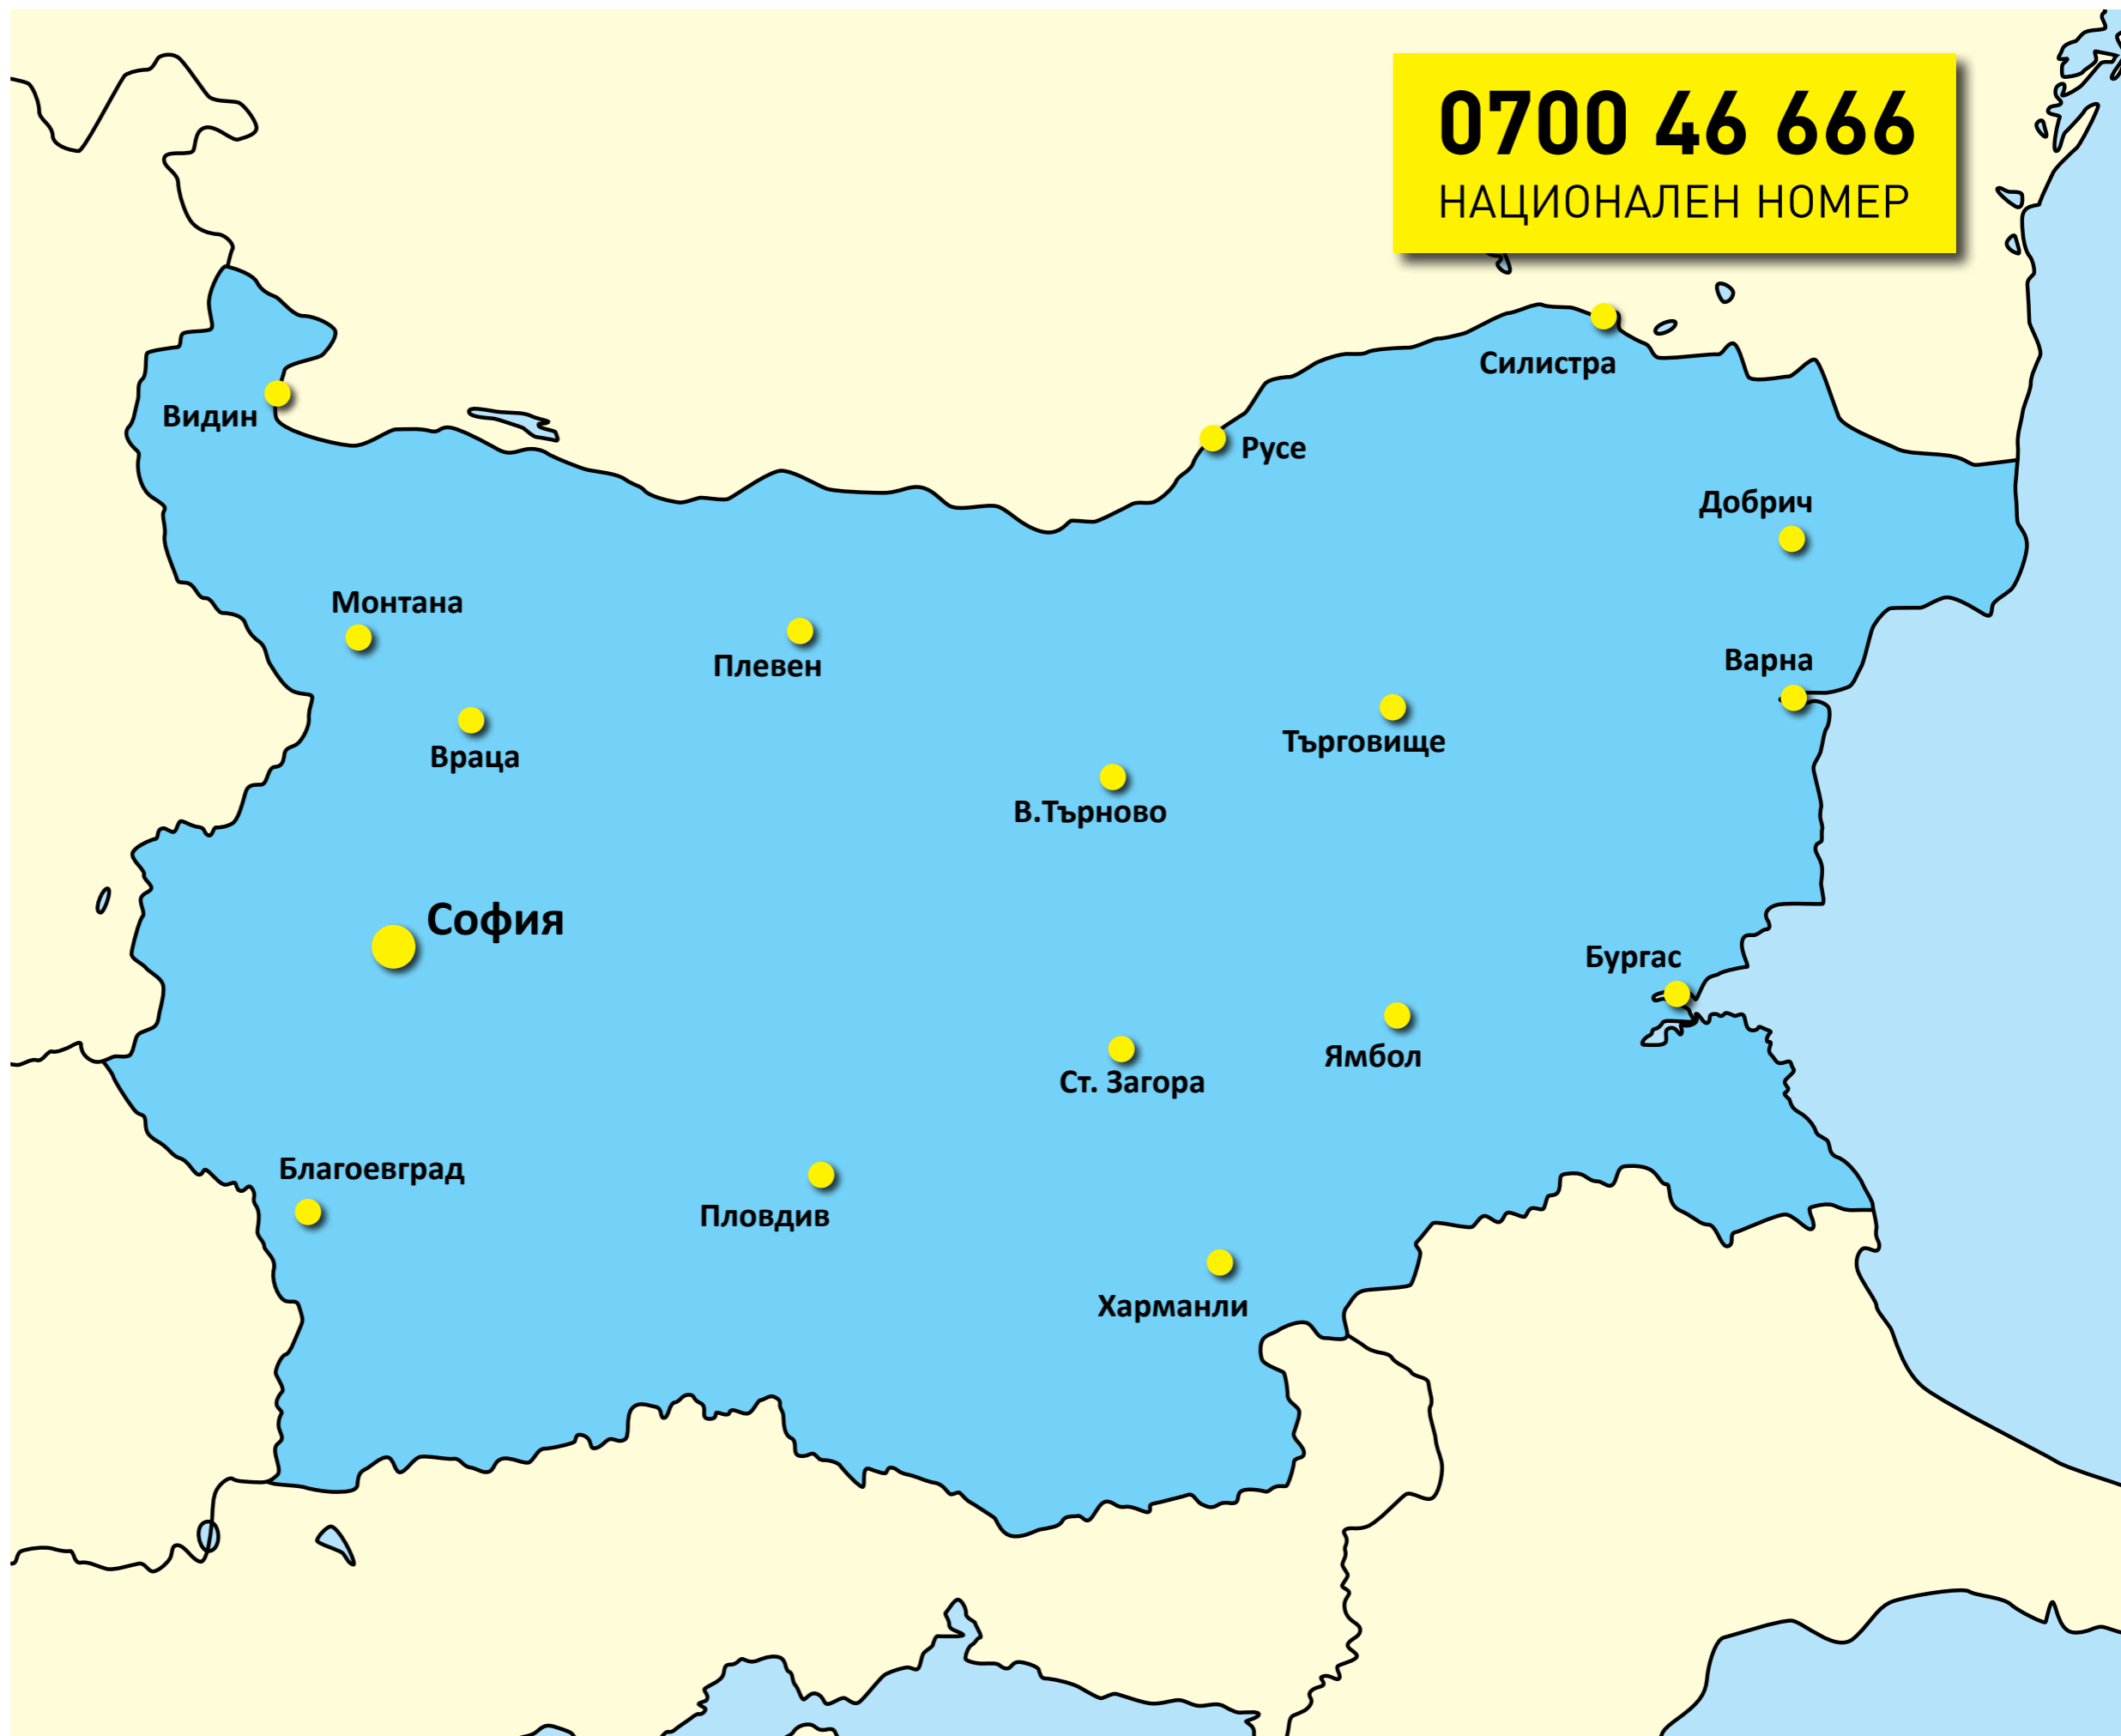 0700 46 666
НАЦИОНАЛЕН НОМЕР
Силистра
Видин
Русе
Добрич
Монтана
Плевен
Варна
Враца
Търговище
В.Търново
София
Бургас
Ямбол
Ст. Загора
Благоевград
Пловдив
Харманли